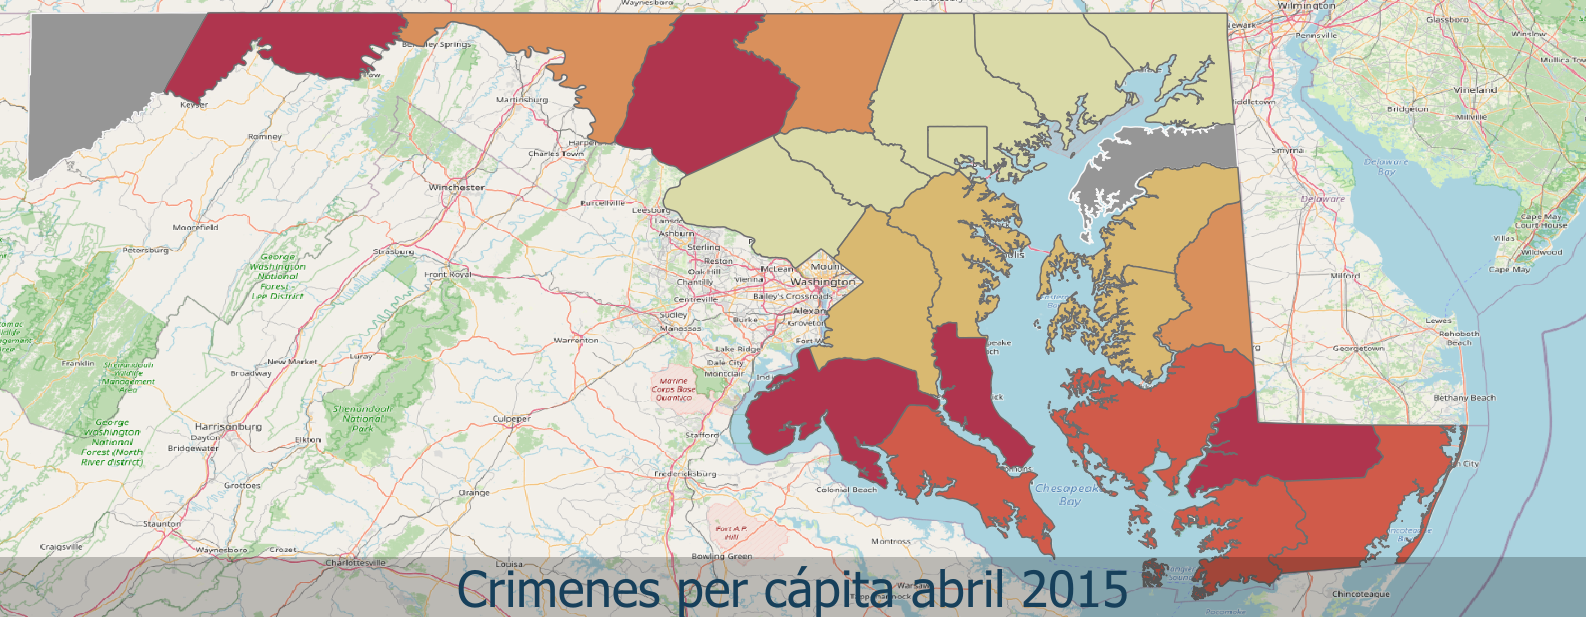 Waynesboro
Wilmington
Newark
Pennsville
Glassboro
Winslow
Berkeley Springs
Paw
Keyser
Martinsburg
Middletown
Vineland
Bridgeton
Millville
Romney
Charles Town
Smyrna
Delaware
Bay
Winchester
Purcellville
Leesburg
Delaware
Moorefield
Ashburn
Sterling
Cape May
Court House
Petersburg
Strasburg
Reston
Oak Hill
McLean
Mount
Villas
Wildwood
Cape May
George
Washington
National
Forest -
Lee District
Front Royal
Chantilly
Vienna
Washington
Milford
Centreville
Bailey's Crossroads
Sudley
Manassas
Burke
Groveton
Lewes
Rehoboth
Beach
Warrenton
Lake Ridge
Dale City
Montclair
Georgetown
Franklin
New Market
Luray
Broadway
Shenandoah
Wildlife
Management
Area
Marine
Corps Base
Quantico
Bethany Beach
Harrisonburg
Dayton
Bridgewater
Elkton
Shenandoah
National
Park
Culpeper
Stafford
George
Washington
National
Forest (North
River district)
Grottoes
Orange
Fredericksburg
Colonial Beach
Chesapeake
Bay
Staunton
Fort A.P.
Hill
Montross
Craigsville
Waynesboro
Crozet
Charlottesville
Louisa
Bowling Green
Crimenes per cápita abril 2015
Chincoteague